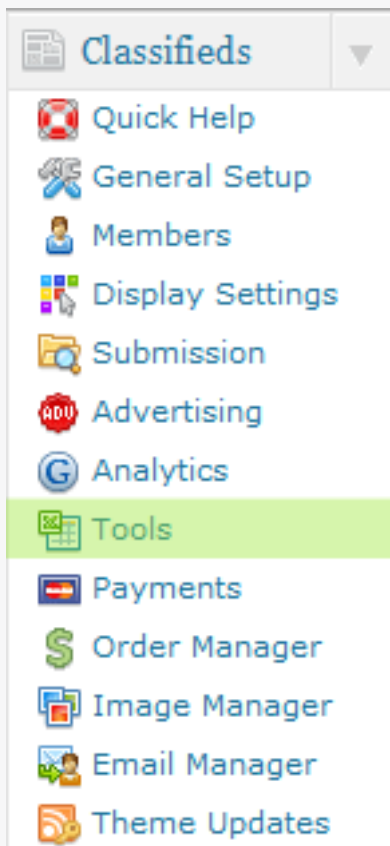 Classifieds
Quick Help
General Setup
Members
Display Settings
Submission
ADV Advertising
G Analytics
Tools
Payments
$ Order Manager
Image Manager
Email Manager
Theme Updates